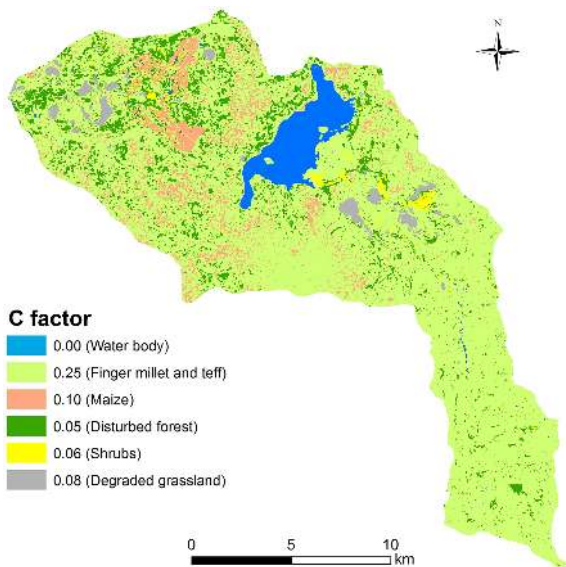 N
C factor
0.00 (Water body)
0.25 (Finger millet and teff)
0.10 (Maize)
0.05 (Disturbed forest)
0.06 (Shrubs)
0.08 (Degraded grassland)
0 5 10
km